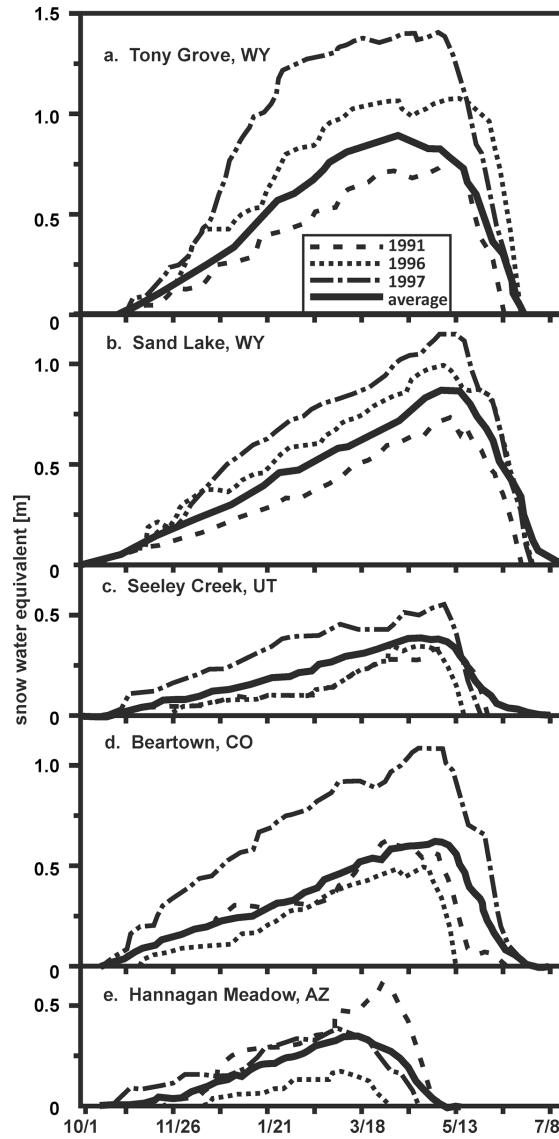 1.5
a. Tony Grove, WY
1.0
0.5
1991
1996
1997
average
0
b. Sand Lake, WY
1.0
0.5
snow water equivalent [m]
0
c. Seeley Creek, UT
0.5
0
d. Beartown, CO
1.0
0.5
0
e. Hannagan Meadow, AZ
0.5
0
10/1 11/26 1/21 3/18 5/13 7/8